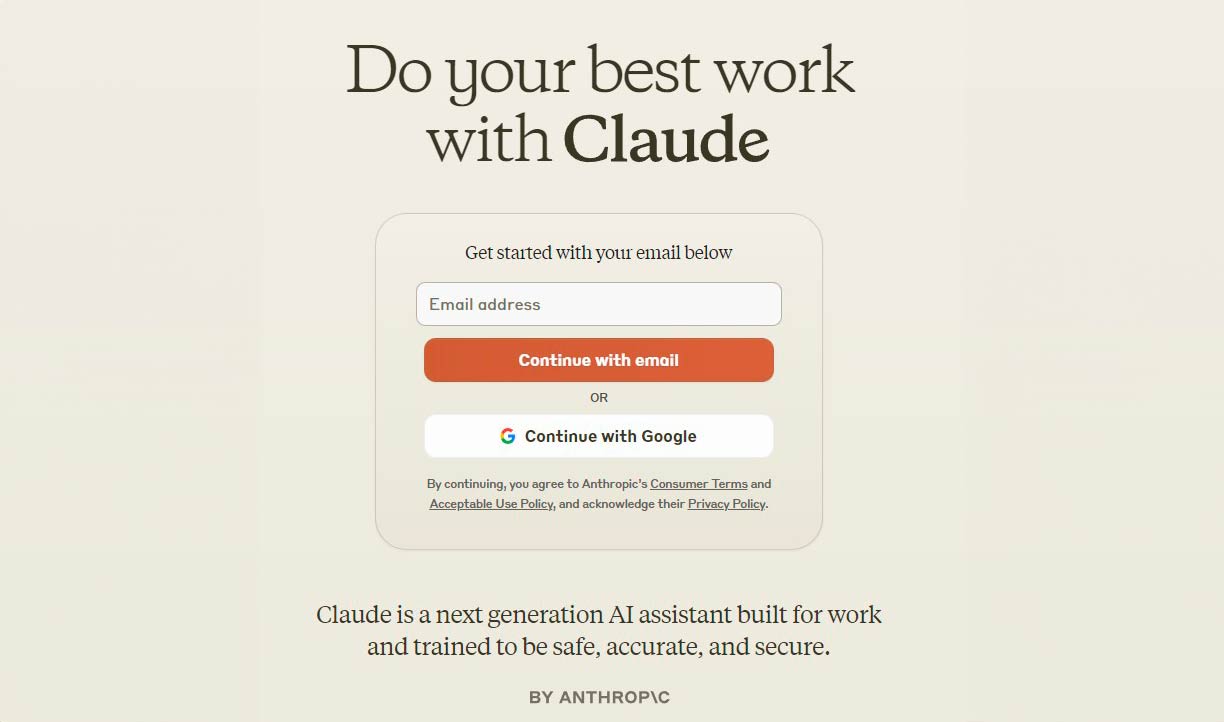 Do your best work
with Claude
Get started with your email below
Email address
Continue with email
OR
Continue with Google
By continuing, you agree to Anthropic's Consumer Terms and
Acceptable Use Policy, and acknowledge their Privacy Policy.
Claude is a next generation AI assistant built for work
and trained to be safe, accurate, and secure.
BY ANTHROP\C